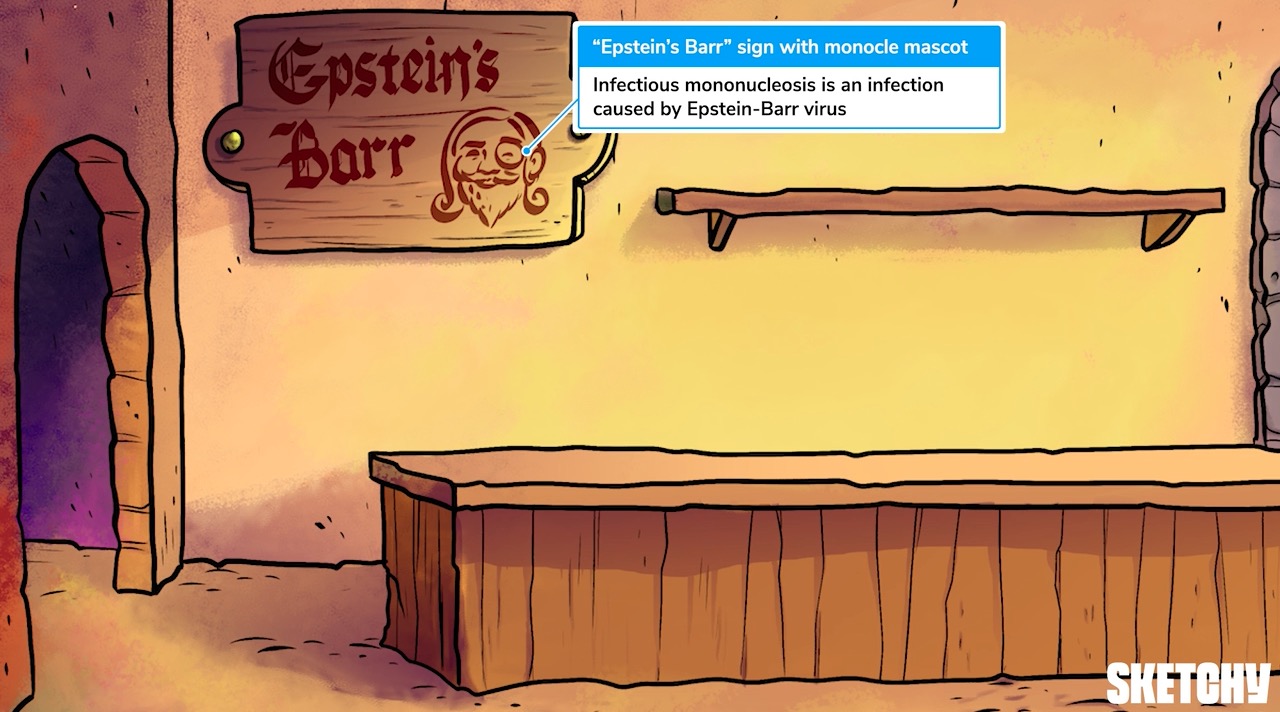 Epstein's
Barr
“Epstein’s Barr” sign with monocle mascot
Infectious mononucleosis is an infection
caused by Epstein-Barr virus
SKETCHY